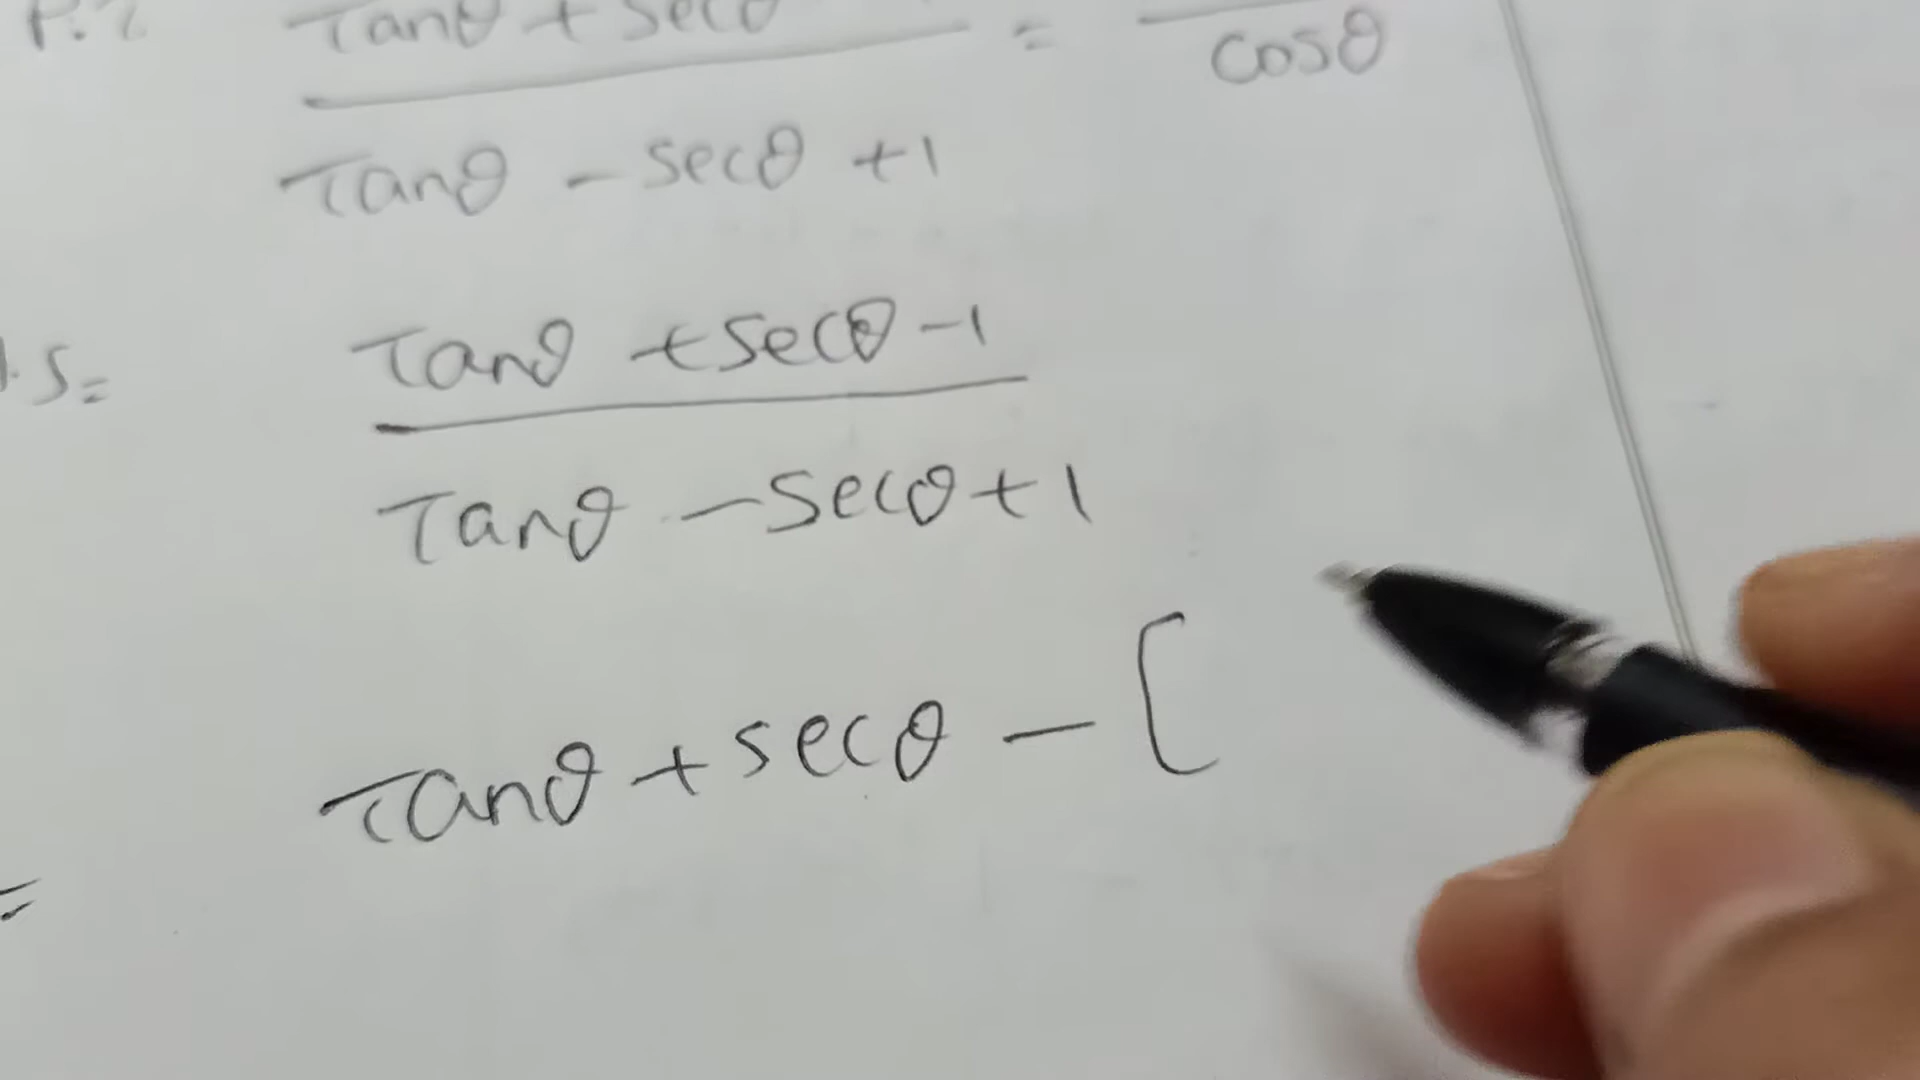 Tanθ + secθ =
cosθ
Tanθ - secθ +1
.S= Tanθ +secθ-1
Tanθ -secθ+1
Tanθ + secθ - [
=